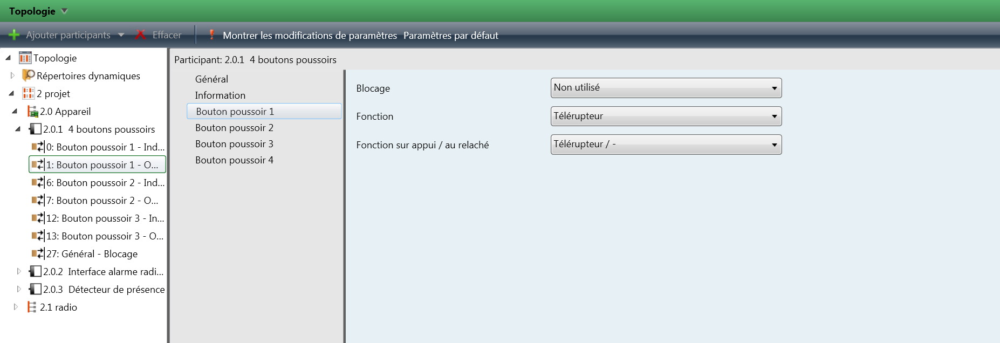 Topologie
Ajouter participants Effacer Montrer les modifications de paramètres Paramètres par défaut
Topologie
Répertoires dynamiques
2 projet
2.0 Appareil
2.0.1 4 boutons poussoirs
0: Bouton poussoir 1 - Ind...
1: Bouton poussoir 1 - O...
6: Bouton poussoir 2 - Ind...
7: Bouton poussoir 2 - O...
12: Bouton poussoir 3 - In...
13: Bouton poussoir 3 - O...
27: Général - Blocage
2.0.2 Interface alarme radi...
2.0.3 Détecteur de présence
2.1 radio
Participant: 2.0.1 4 boutons poussoirs
Général
Information
Bouton poussoir 1
Bouton poussoir 2
Bouton poussoir 3
Bouton poussoir 4
Blocage Non utilisé
Fonction Télérupteur
Fonction sur appui / au relaché Télérupteur / -